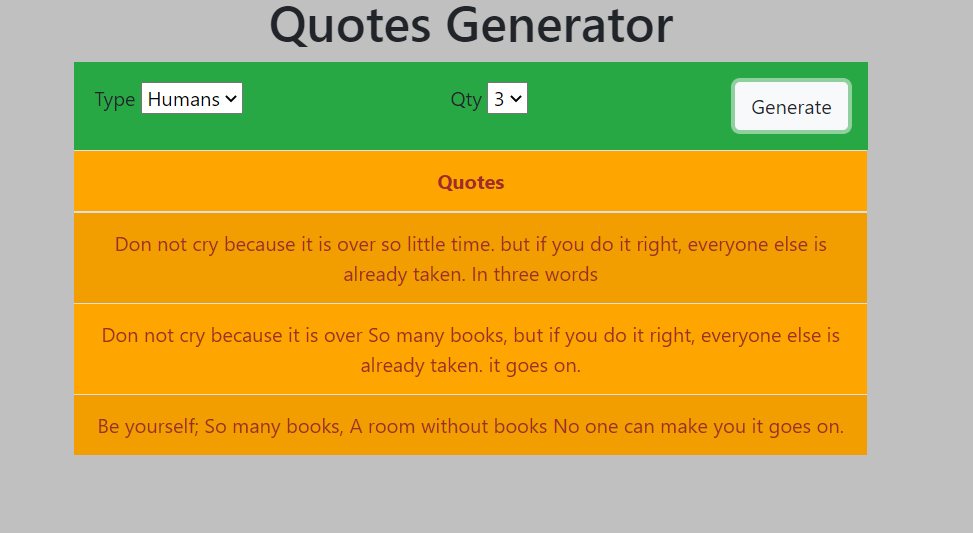 Quotes Generator
Type Humans Qty 3 Generate
Quotes
Don not cry because it is over so little time. but if you do it right, everyone else is
already taken. In three words
Don not cry because it is over So many books, but if you do it right, everyone else is
already taken. it goes on.
Be yourself; So many books, A room without books No one can make you it goes on.